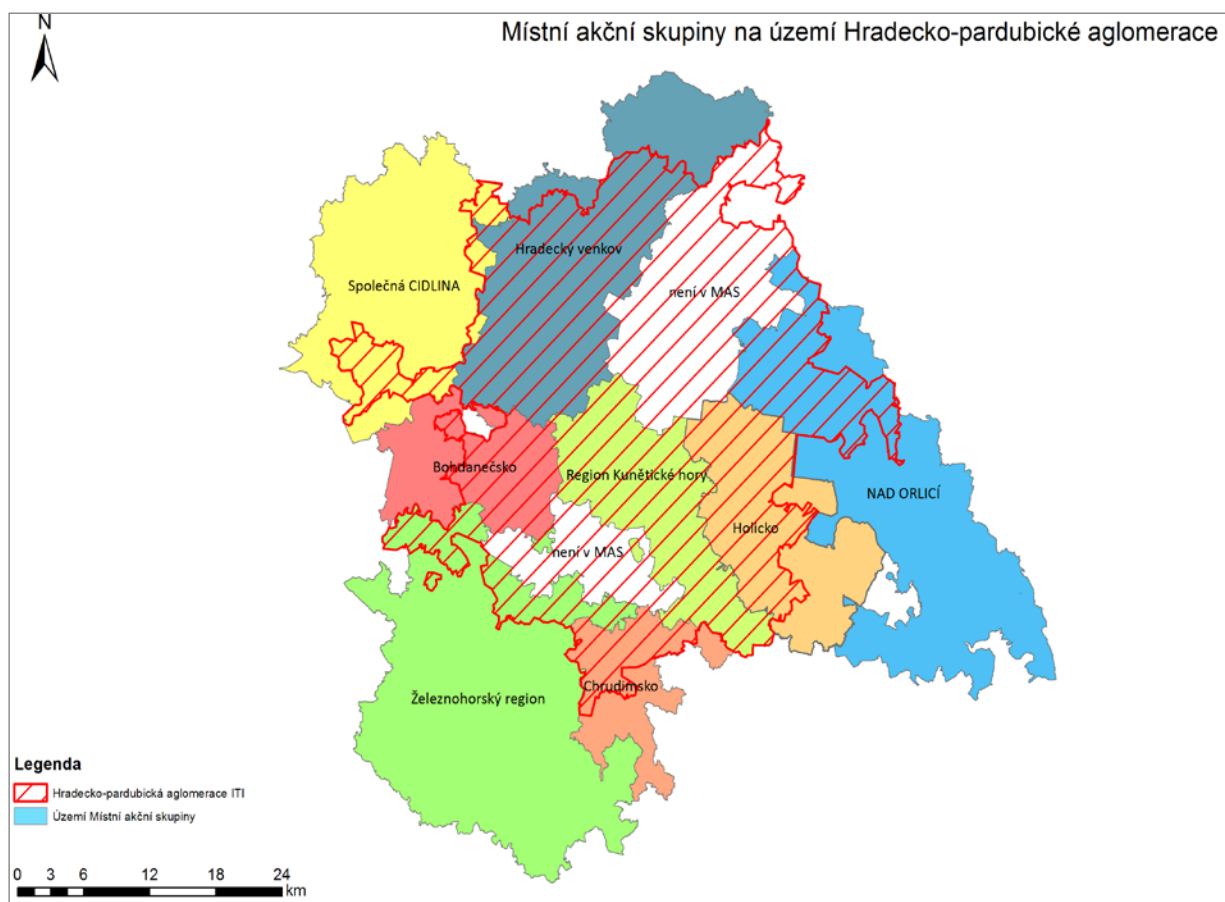 N
Místní akční skupiny na území Hradecko-pardubické aglomerace
Hradecký venkov
Společná CIDLINA
není v MAS
Bohdanečsko
Region Kunětické hory
NAD ORLICÍ
Holicko
není v MAS
Chrudimsko
Železnohorský region
Legenda
Hradecko-pardubická aglomerace ITI
Území Místní akční skupiny
0 3 6 12 18 24
km